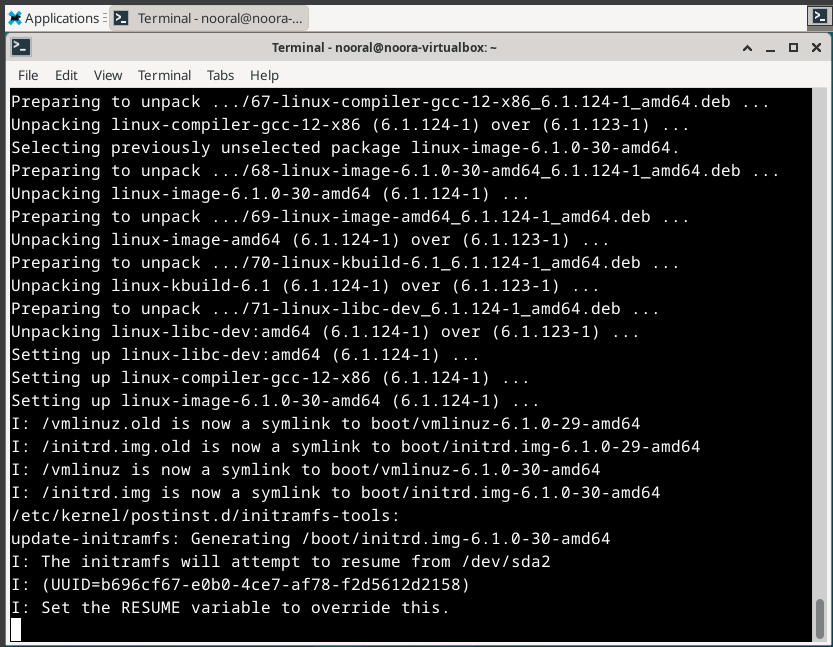 Applications
Terminal - nooral@noora-...
Terminal - nooral@noora-virtualbox: ~
File Edit View Terminal Tabs Help
Preparing to unpack .../67-linux-compiler-gcc-12-x86_6.1.124-1_amd64.deb ...
Unpacking linux-compiler-gcc-12-x86 (6.1.124-1) over (6.1.123-1) ...
Selecting previously unselected package linux-image-6.1.0-30-amd64.
Preparing to unpack .../68-linux-image-6.1.0-30-amd64_6.1.124-1_amd64.deb ...
Unpacking linux-image-6.1.0-30-amd64 (6.1.124-1) ...
Preparing to unpack .../69-linux-image-amd64_6.1.124-1_amd64.deb ...
Unpacking linux-image-amd64 (6.1.124-1) over (6.1.123-1) ...
Preparing to unpack .../70-linux-kbuild-6.1_6.1.124-1_amd64.deb ...
Unpacking linux-kbuild-6.1 (6.1.124-1) over (6.1.123-1) ...
Preparing to unpack .../71-linux-libc-dev_6.1.124-1_amd64.deb ...
Unpacking linux-libc-dev:amd64 (6.1.124-1) over (6.1.123-1) ...
Setting up linux-libc-dev:amd64 (6.1.124-1) ...
Setting up linux-compiler-gcc-12-x86 (6.1.124-1) ...
Setting up linux-image-6.1.0-30-amd64 (6.1.124-1) ...
I: /vmlinuz.old is now a symlink to boot/vmlinuz-6.1.0-29-amd64
I: /initrd.img.old is now a symlink to boot/initrd.img-6.1.0-29-amd64
I: /vmlinuz is now a symlink to boot/vmlinuz-6.1.0-30-amd64
I: /initrd.img is now a symlink to boot/initrd.img-6.1.0-30-amd64
/etc/kernel/postinst.d/initramfs-tools:
update-initramfs: Generating /boot/initrd.img-6.1.0-30-amd64
I: The initramfs will attempt to resume from /dev/sda2
I: (UUID=b696cf67-e0b0-4ce7-af78-f2d5612d2158)
I: Set the RESUME variable to override this.